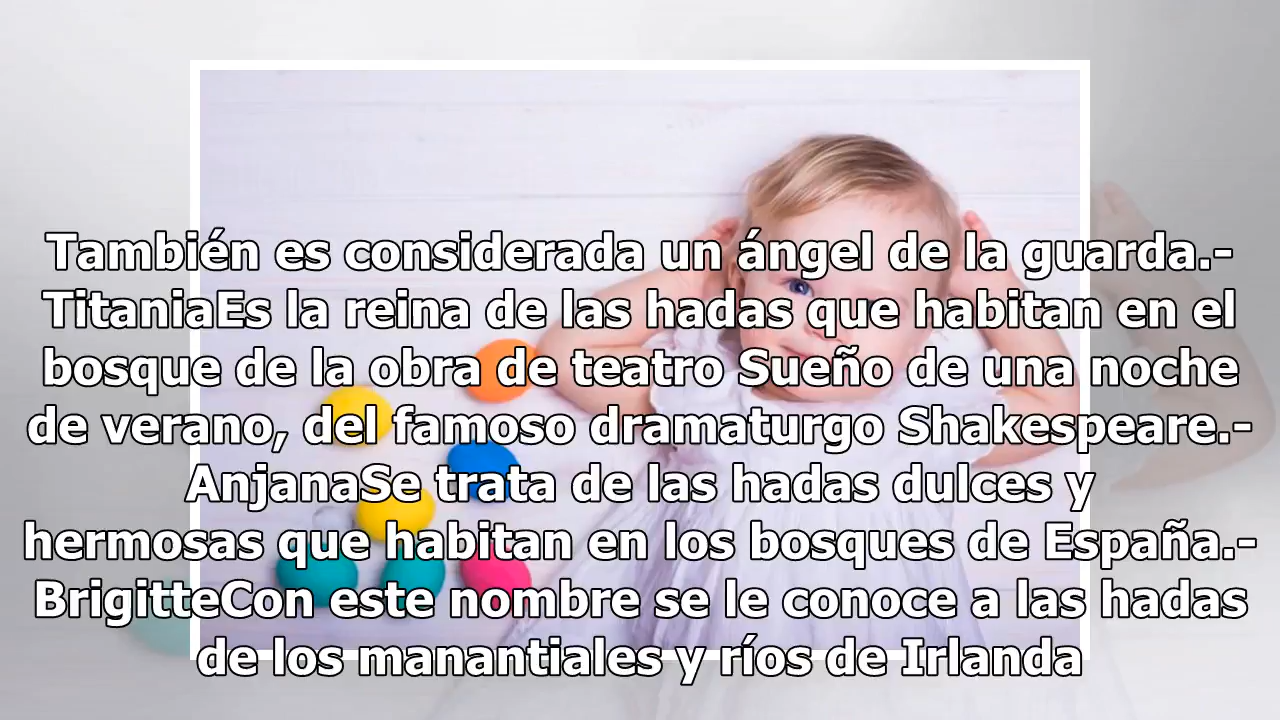 También es considerada un ángel de la guarda.-
TitaniaEs la reina de las hadas que habitan en el
bosque de la obra de teatro Sueño de una noche
de verano, del famoso dramaturgo Shakespeare.-
AnjanaSe trata de las hadas dulces y
hermosas que habitan en los bosques de España.-
BrigitteCon este nombre se le conoce a las hadas
de los manantiales y ríos de Irlanda